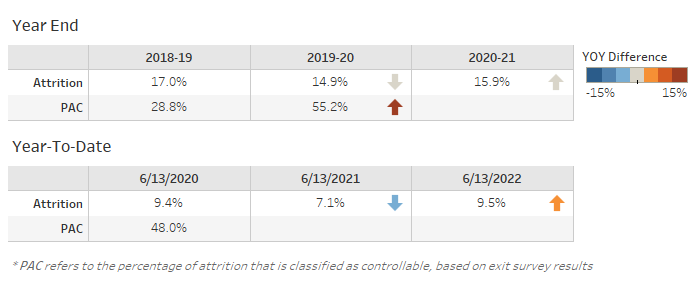 Year End
2018-19 2019-20 2020-21
Attrition 17.0% 14.9% 15.9%
PAC 28.8% 55.2%
YOY Difference
-15% 15%
Year-To-Date
6/13/2020 6/13/2021 6/13/2022
Attrition 9.4% 7.1% 9.5%
PAC 48.0%
* PAC refers to the percentage of attrition that is classified as controllable, based on exit survey results